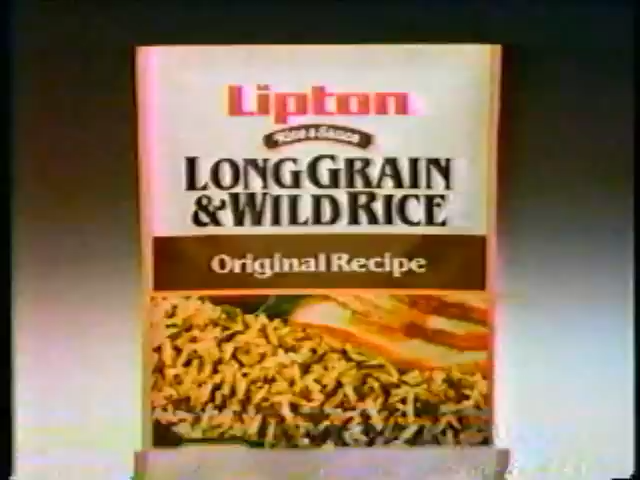 Lipton
Rice & Sauce
LONG GRAIN
& WILD RICE
Original Recipe